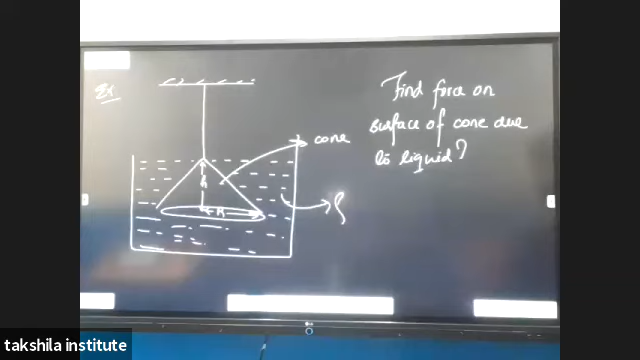 Ex.
Find force on
surface of cone due
to liquid?
cone
h
R
ρ
takshila institute